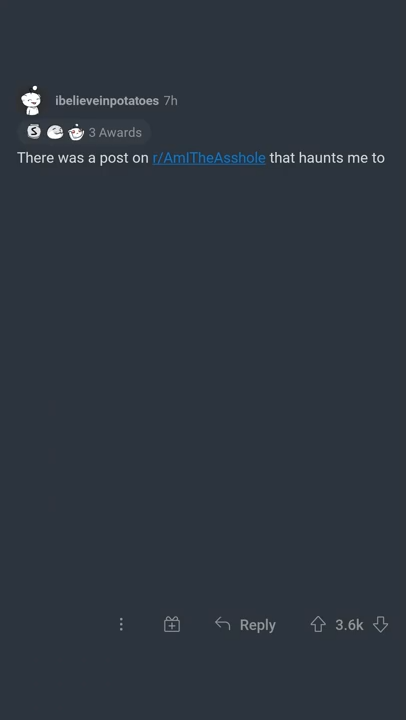 ibelieveinpotatoes 7h
3 Awards
There was a post on r/AmITheAsshole that haunts me to
Reply 3.6k